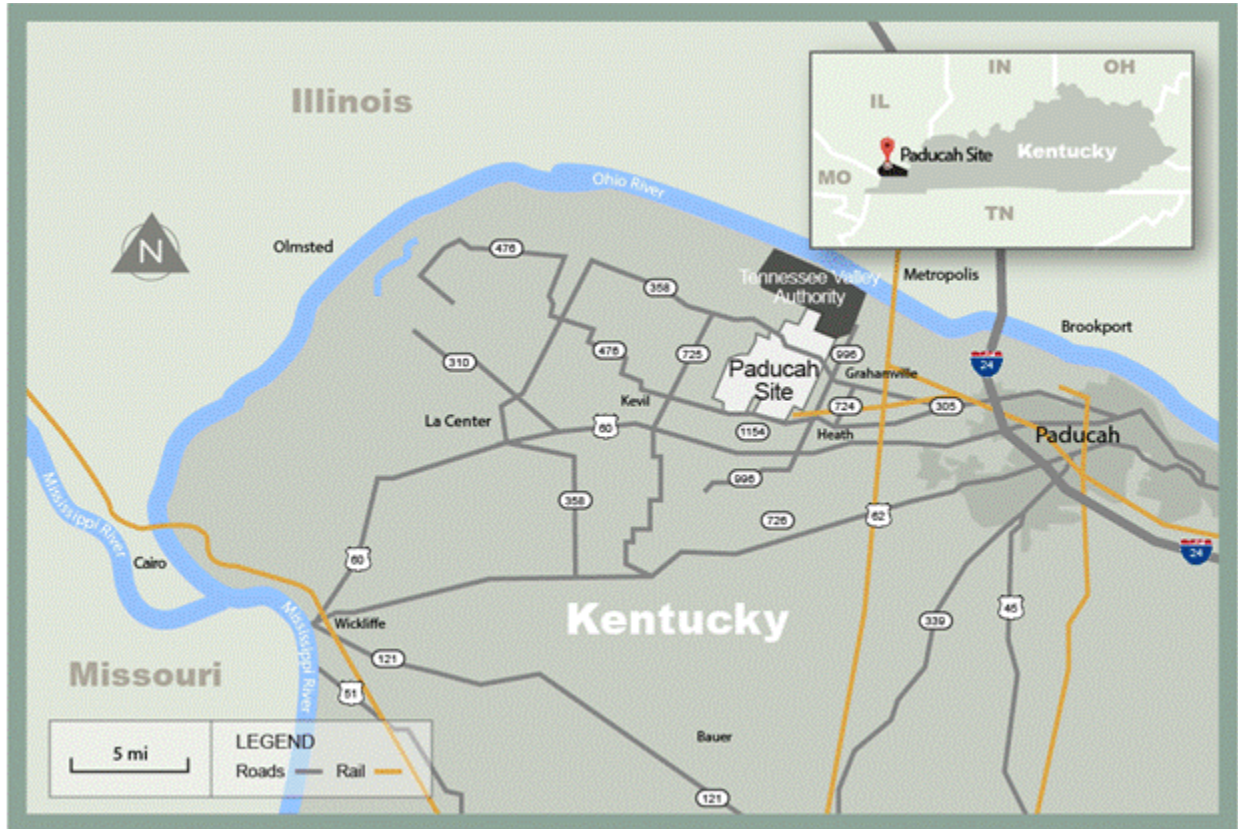 Illinois
IN
OH
IL
Paducah Site
Kentucky
MO
TN
Ohio River
N
Olmsted
476
358
Tennessee Valley
Authority
Metropolis
Brookport
310
476
725
996
24
Paducah
Site
Grahamville
Kevil
724
305
La Center
60
1154
Heath
Paducah
996
358
726
62
Mississippi River
24
Cairo
60
Mississippi River
Wickliffe
Kentucky
339
45
121
Missouri
51
Bauer
5 mi
LEGEND
Roads
Rail
121